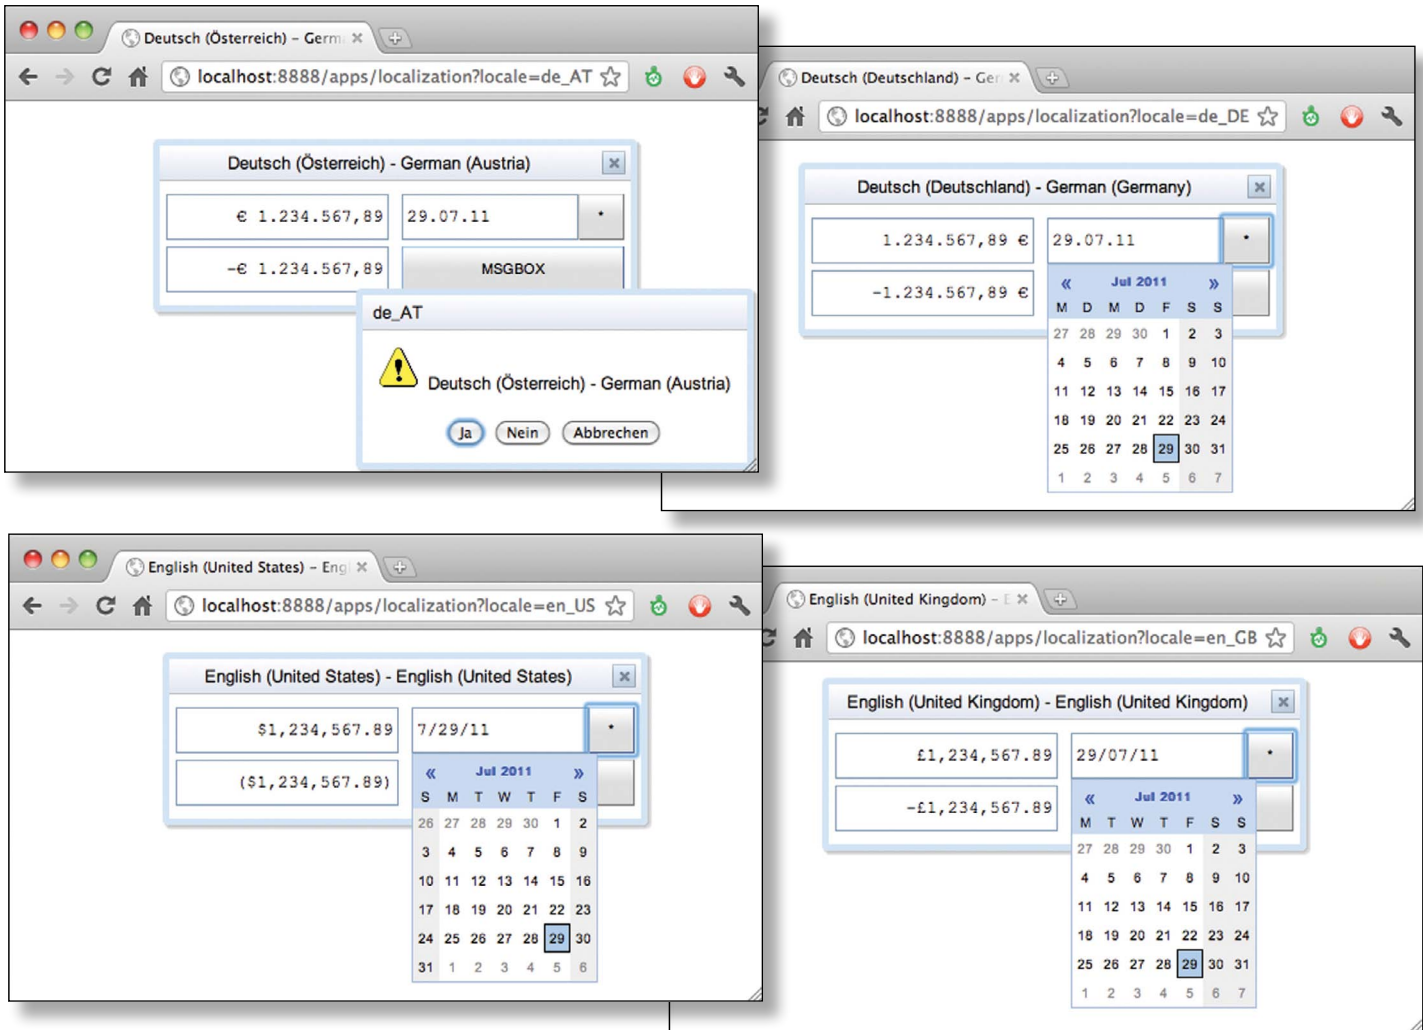 Deutsch (Österreich) – Germ
localhost:8888/apps/localization?locale=de_AT
Deutsch (Österreich) - German (Austria)
€ 1.234.567,89 29.07.11 *
-€ 1.234.567,89 MSGBOX
de_AT
Deutsch (Österreich) - German (Austria)
Ja Nein Abbrechen
Deutsch (Deutschland) – Ger
localhost:8888/apps/localization?locale=de_DE
Deutsch (Deutschland) - German (Germany)
1.234.567,89 € 29.07.11 *
-1.234.567,89 €
« Jul 2011 »
M D M D F S S
27 28 29 30 1 2 3
4 5 6 7 8 9 10
11 12 13 14 15 16 17
18 19 20 21 22 23 24
25 26 27 28 29 30 31
1 2 3 4 5 6 7
English (United States) – Engl
localhost:8888/apps/localization?locale=en_US
English (United States) - English (United States)
$1,234,567.89 7/29/11 *
($1,234,567.89)
« Jul 2011 »
S M T W T F S
26 27 28 29 30 1 2
3 4 5 6 7 8 9
10 11 12 13 14 15 16
17 18 19 20 21 22 23
24 25 26 27 28 29 30
31 1 2 3 4 5 6
English (United Kingdom) – E
localhost:8888/apps/localization?locale=en_GB
English (United Kingdom) - English (United Kingdom)
£1,234,567.89 29/07/11 *
-£1,234,567.89
« Jul 2011 »
M T W T F S S
27 28 29 30 1 2 3
4 5 6 7 8 9 10
11 12 13 14 15 16 17
18 19 20 21 22 23 24
25 26 27 28 29 30 31
1 2 3 4 5 6 7